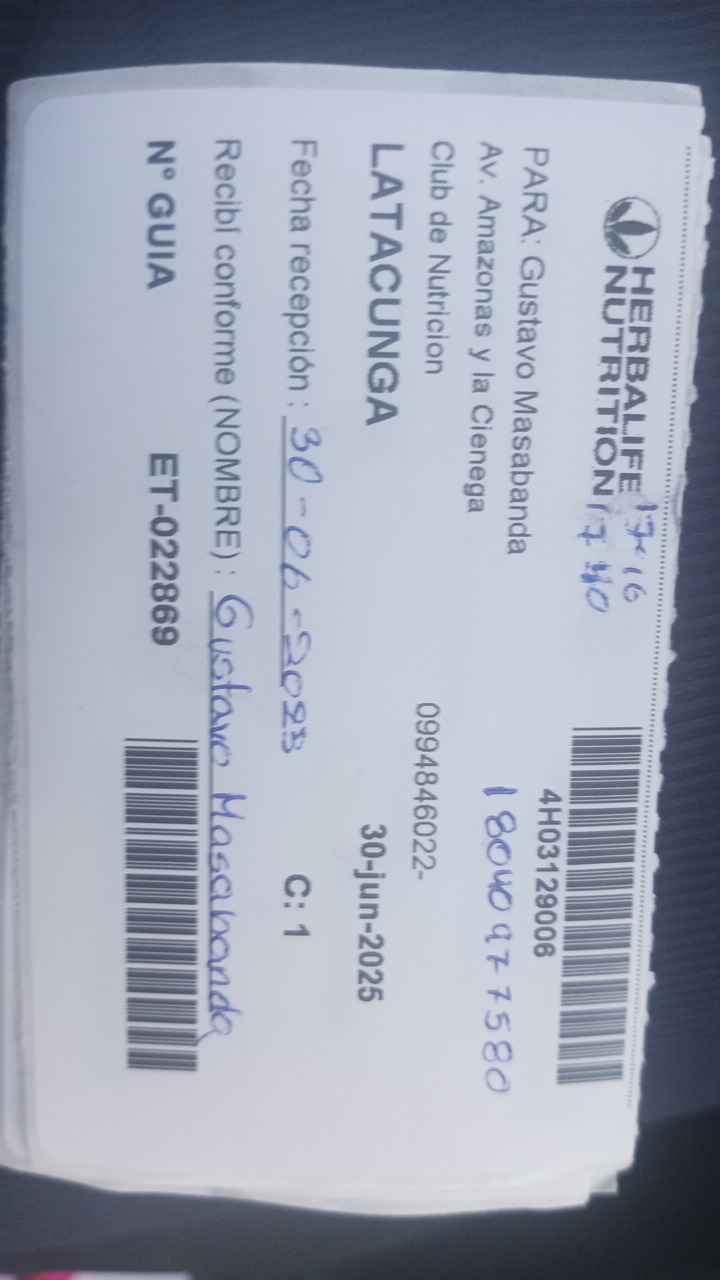 HERBALIFE 17-16
NUTRITION 17 40
4H03129006
PARA: Gustavo Masabanda
Av. Amazonas y la Cienega
18040977580
Club de Nutricion
0994846022-
LATACUNGA
30-jun-2025
Fecha recepción : 30-06-2025
C: 1
Recibí conforme (NOMBRE) : Gustavo Masabanda
N° GUIA ET-022869